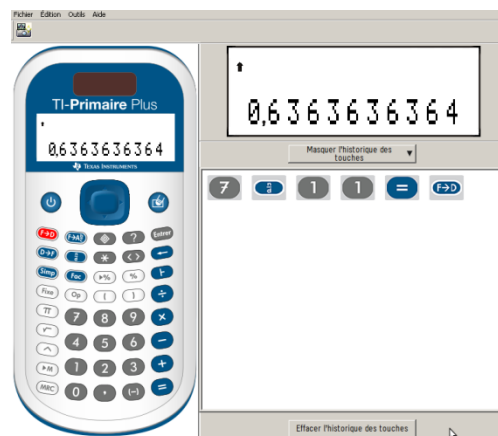 Fichier Édition Outils Aide
TI-Primaire Plus
0,6363636364
TEXAS INSTRUMENTS
F↔D F↔A n/d ? Entrer
D→F n/d * < > ←
Simp Fac ▸% % ⊦
Fixe Op ( ) ÷
π 7 8 9 ×
√ 4 5 6 −
^ 1 2 3 +
▸M
MRC 0 . (−) =
0,6363636364
Masquer l'historique des
touches ▼
7 n/d 1 1 = F↔D
Effacer l'historique des touches